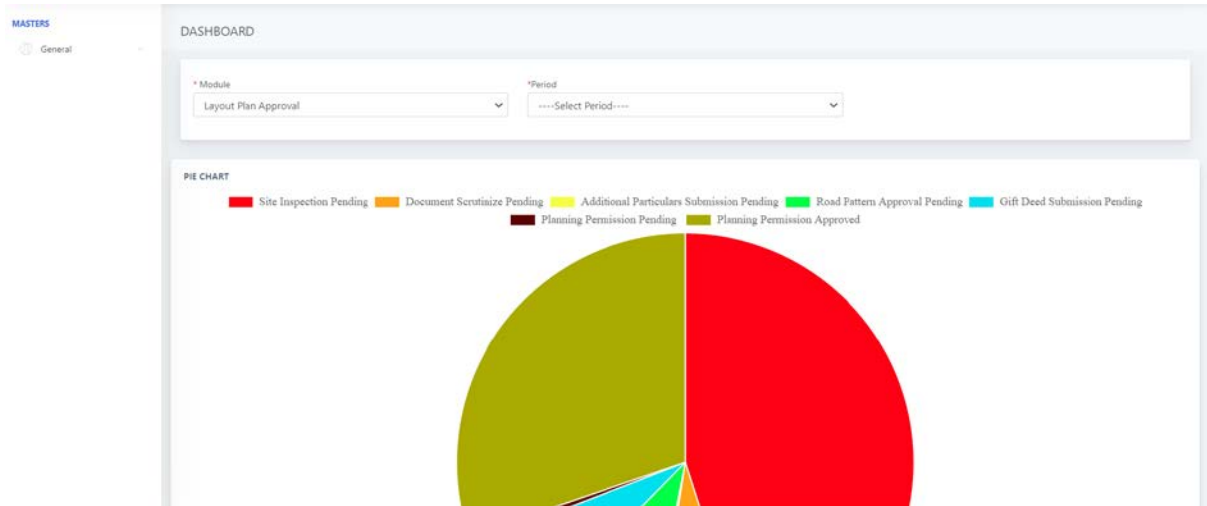 MASTERS
General
DASHBOARD
* Module
*Period
Layout Plan Approval
----Select Period----
PIE CHART
Site Inspection Pending Document Scrutinize Pending Additional Particulars Submission Pending Road Pattern Approval Pending Gift Deed Submission Pending
Planning Permission Pending Planning Permission Approved